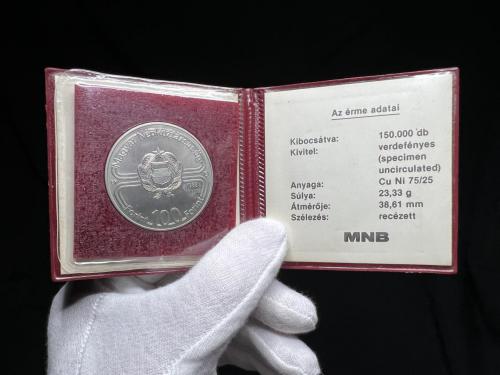 Magyar Népköztársaság
100
Forint
Az érme adatai
Kibocsátva: 150.000 db
Kivitel: verdefényes
(specimen
uncirculated)
Anyaga: Cu Ni 75/25
Súlya: 23,33 g
Átmérője: 38,61 mm
Szélezés: recézett
MNB